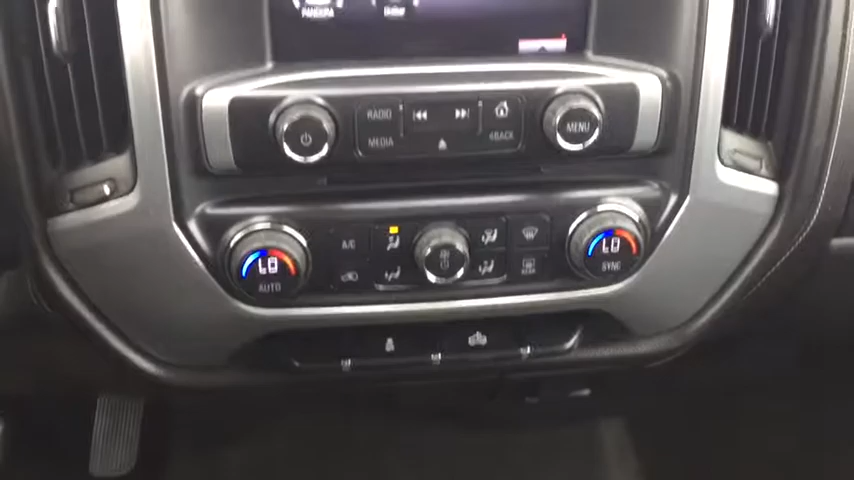 PANDORA
RADIO
MEDIA
BACK
MENU
A/C
LO
AUTO
REAR
LO
SYNC